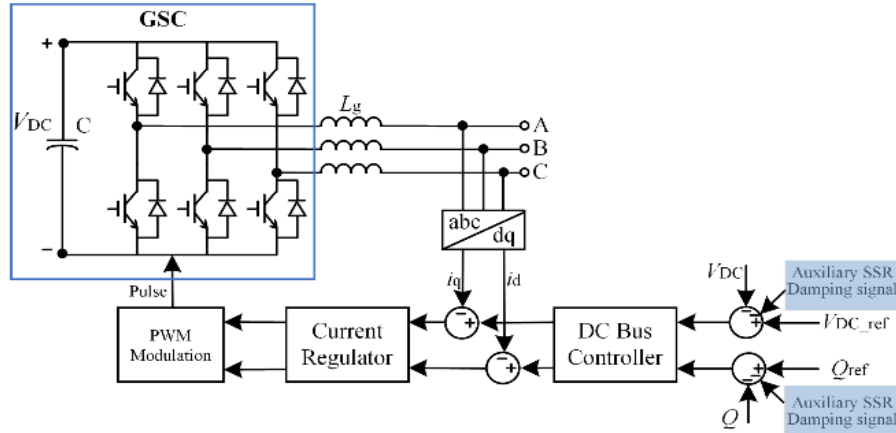 GSC
+
VDC
C
−
Lg
A
B
C
abc
dq
iq
id
Pulse
PWM
Modulation
Current
Regulator
− +
− +
DC Bus
Controller
VDC
Auxiliary SSR
Damping signal
− − +
VDC_ref
Qref
− − +
Auxiliary SSR
Damping signal
Q